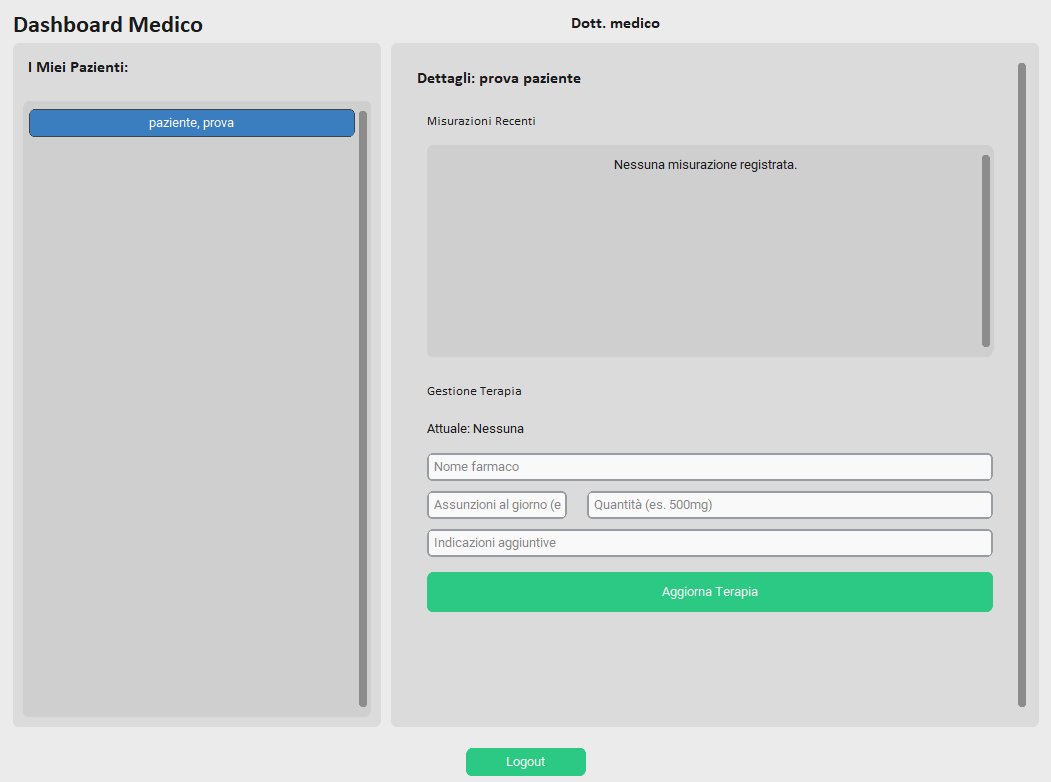 Dashboard Medico
Dott. medico
I Miei Pazienti:
paziente, prova
Dettagli: prova paziente
Misurazioni Recenti
Nessuna misurazione registrata.
Gestione Terapia
Attuale: Nessuna
Nome farmaco
Assunzioni al giorno (e
Quantità (es. 500mg)
Indicazioni aggiuntive
Aggiorna Terapia
Logout